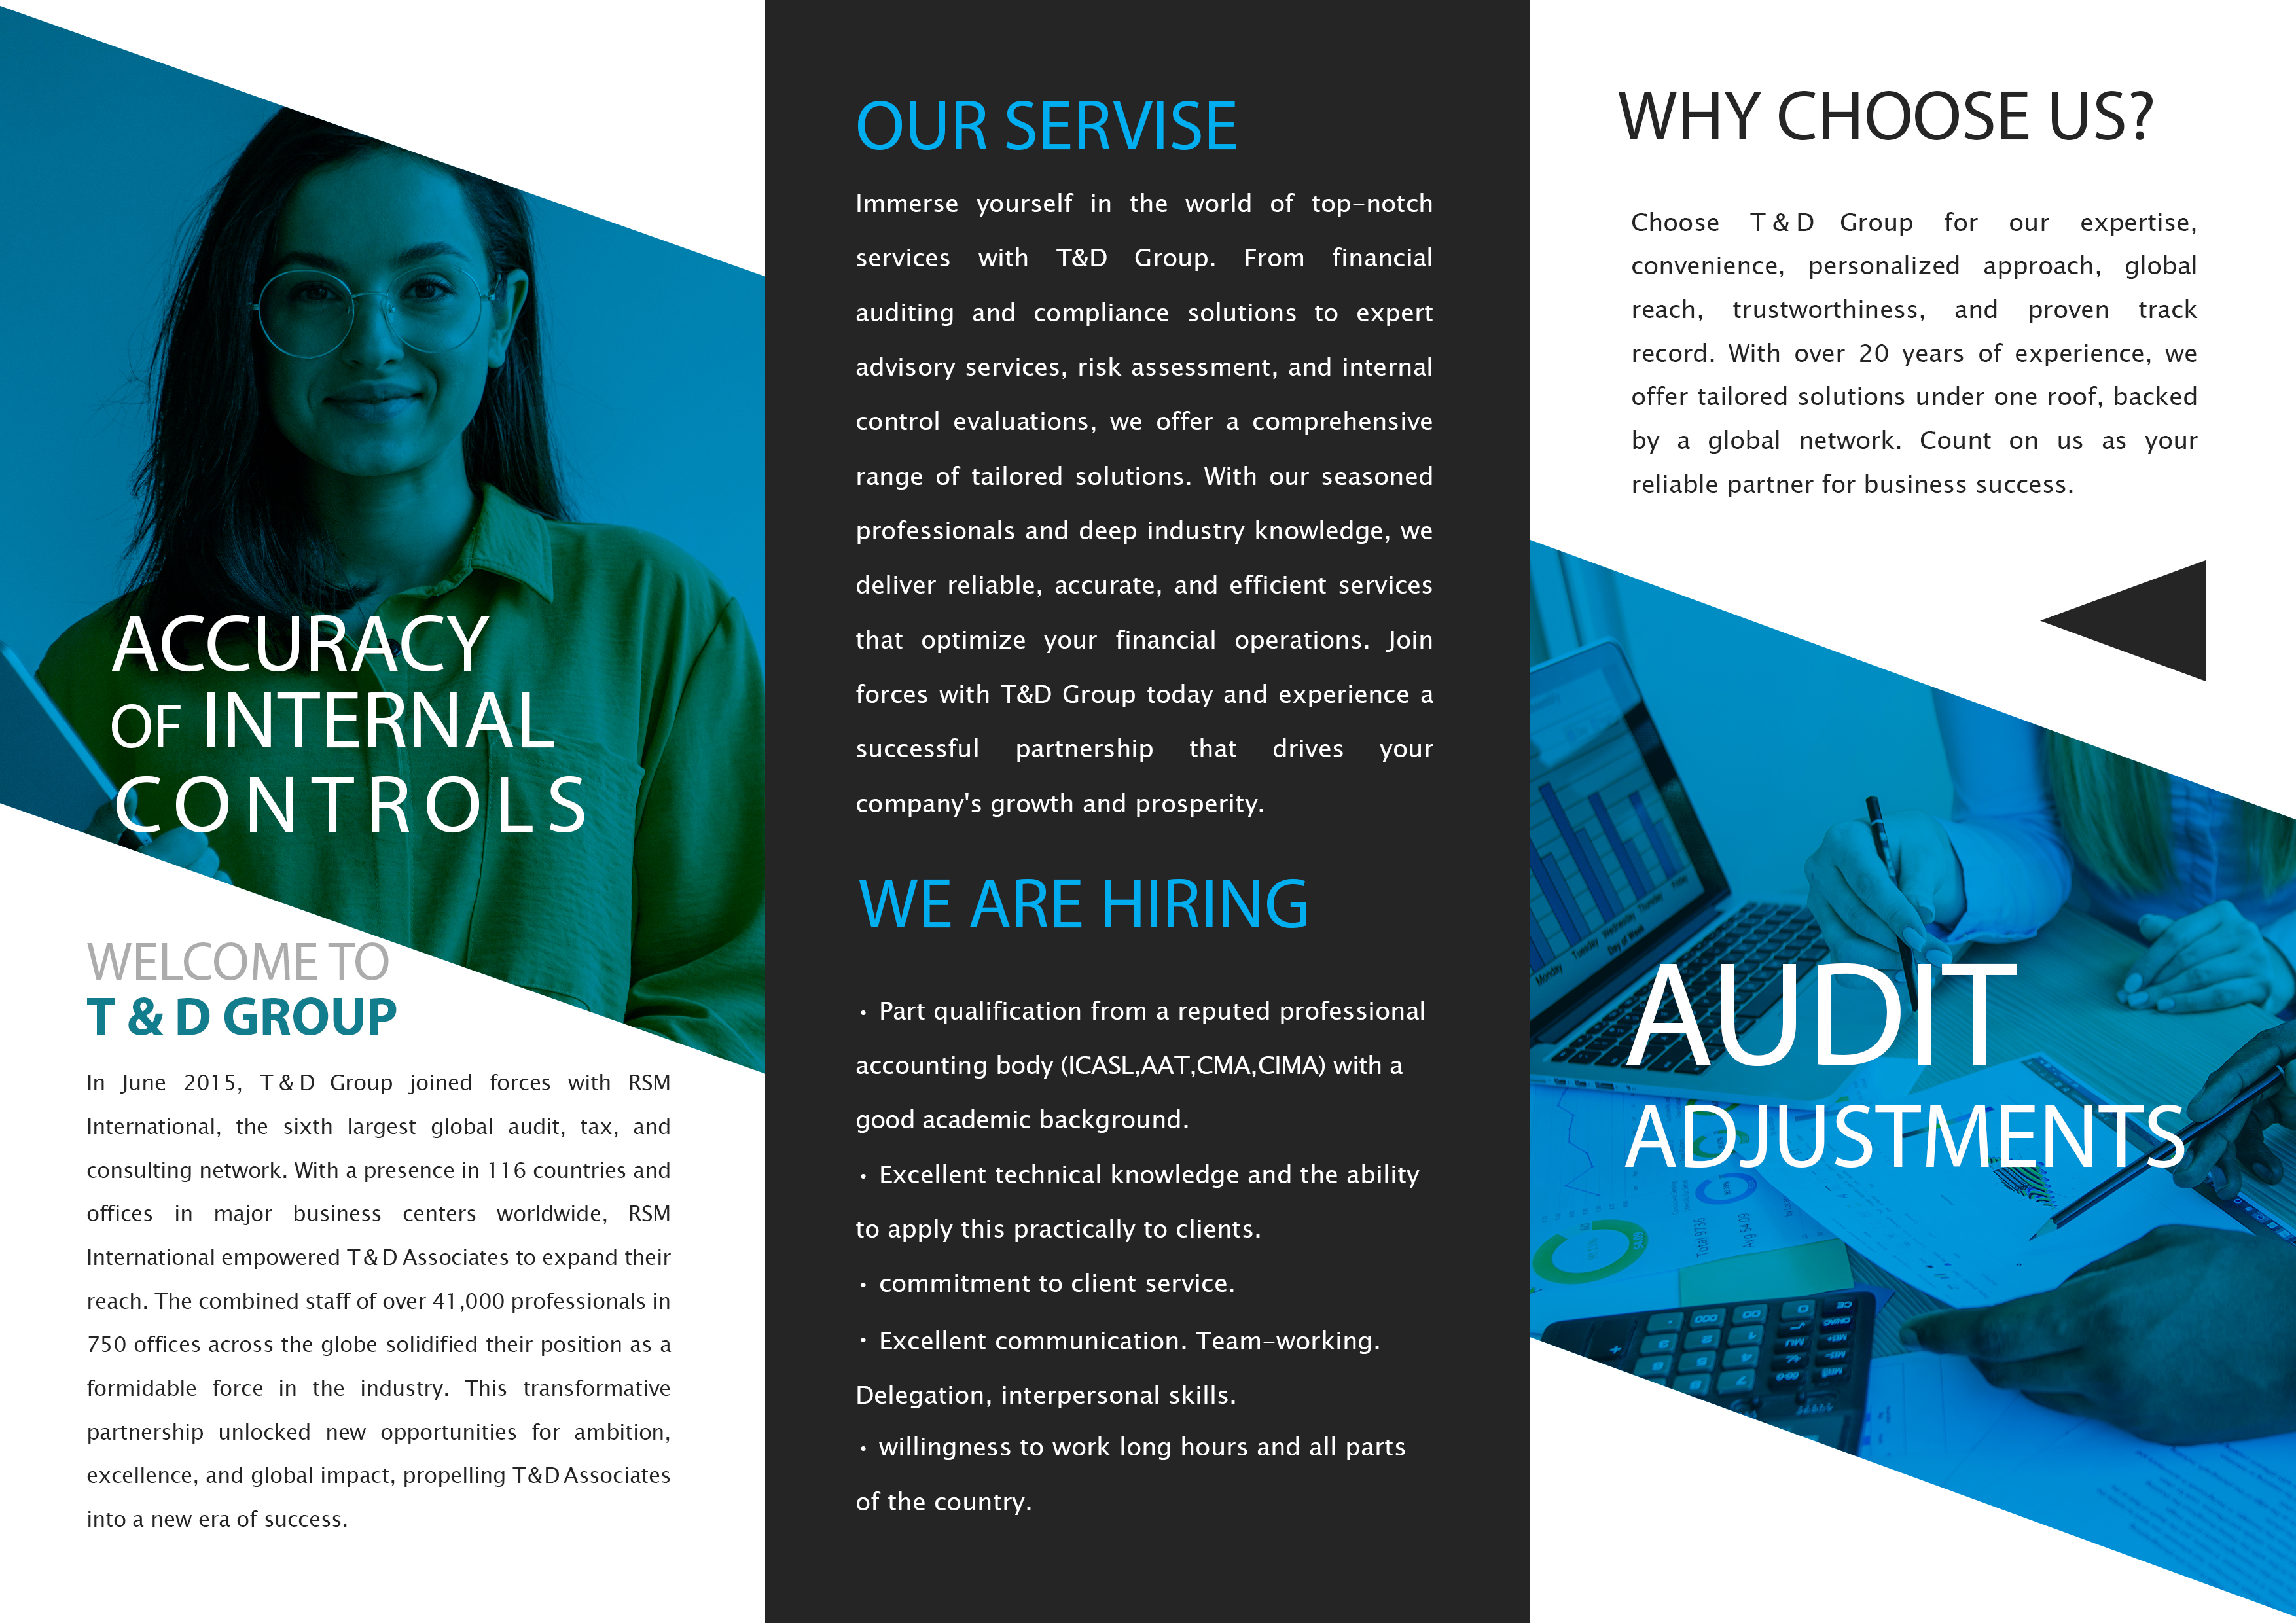 ACCURACY
OF INTERNAL
CONTROLS
WELCOME TO
T & D GROUP
In June 2015, T & D Group joined forces with RSM
International, the sixth largest global audit, tax, and
consulting network. With a presence in 116 countries and
offices in major business centers worldwide, RSM
International empowered T & D Associates to expand their
reach. The combined staff of over 41,000 professionals in
750 offices across the globe solidified their position as a
formidable force in the industry. This transformative
partnership unlocked new opportunities for ambition,
excellence, and global impact, propelling T & D Associates
into a new era of success.
OUR SERVISE
Immerse yourself in the world of top-notch
services with T&D Group. From financial
auditing and compliance solutions to expert
advisory services, risk assessment, and internal
control evaluations, we offer a comprehensive
range of tailored solutions. With our seasoned
professionals and deep industry knowledge, we
deliver reliable, accurate, and efficient services
that optimize your financial operations. Join
forces with T&D Group today and experience a
successful partnership that drives your
company's growth and prosperity.
WE ARE HIRING
• Part qualification from a reputed professional
accounting body (ICASL,AAT,CMA,CIMA) with a
good academic background.
• Excellent technical knowledge and the ability
to apply this practically to clients.
• commitment to client service.
• Excellent communication. Team-working.
Delegation, interpersonal skills.
• willingness to work long hours and all parts
of the country.
WHY CHOOSE US?
Choose T & D Group for our expertise,
convenience, personalized approach, global
reach, trustworthiness, and proven track
record. With over 20 years of experience, we
offer tailored solutions under one roof, backed
by a global network. Count on us as your
reliable partner for business success.
Monday Tuesday Wednesday Thursday Friday
Day of Week
AUDIT
ADJUSTMENTS